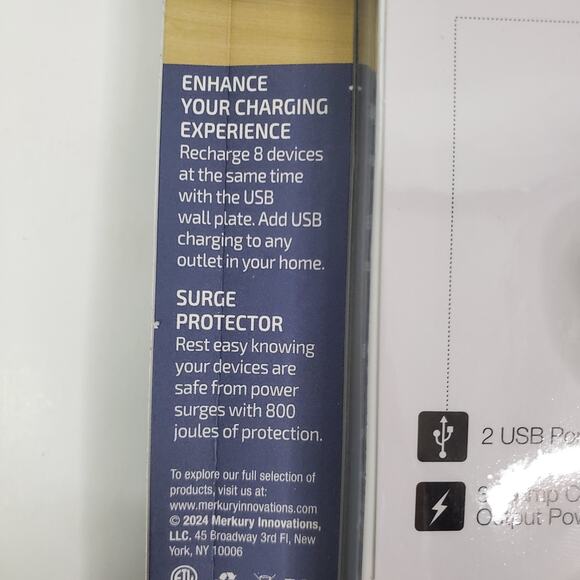 ENHANCE
YOUR CHARGING
EXPERIENCE
Recharge 8 devices
at the same time
with the USB
wall plate. Add USB
charging to any
outlet in your home.
SURGE
PROTECTOR
Rest easy knowing
your devices are
safe from power
surges with 800
joules of protection.
To explore our full selection of
products, visit us at:
www.merkuryinnovations.com
© 2024 Merkury Innovations,
LLC. 45 Broadway 3rd Fl, New
York, NY 10006
ETL
2 USB
Output